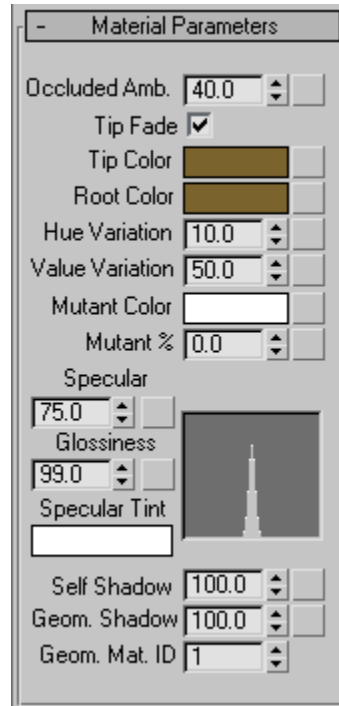 - Material Parameters
Occluded Amb. 40.0
Tip Fade
Tip Color
Root Color
Hue Variation 10.0
Value Variation 50.0
Mutant Color
Mutant % 0.0
Specular
75.0
Glossiness
99.0
Specular Tint
Self Shadow 100.0
Geom. Shadow 100.0
Geom. Mat. ID 1